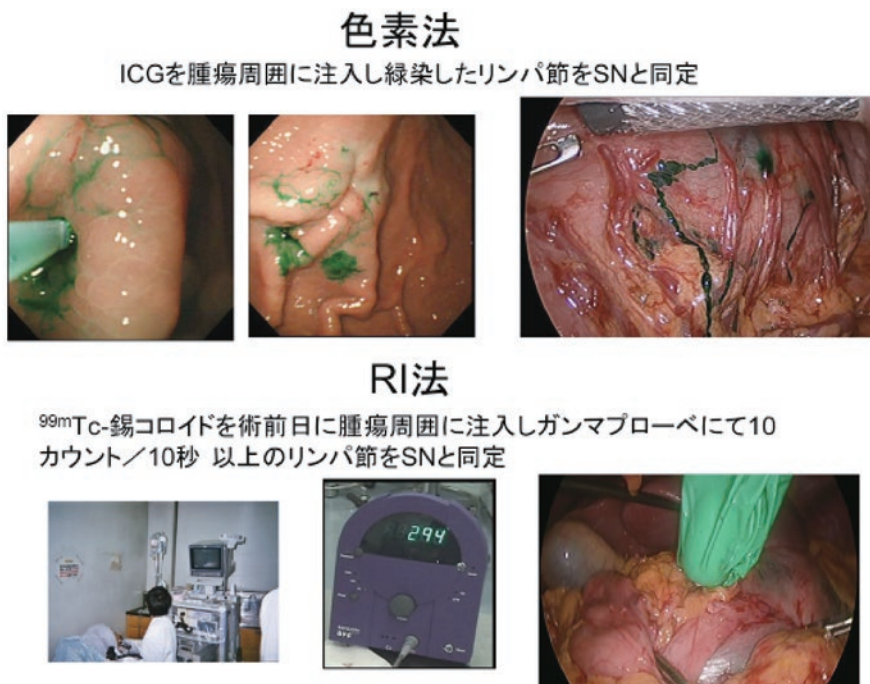 色素法
ICGを腫瘍周囲に注入し緑染したリンパ節をSNと同定
RI法
99mTc-錫コロイドを術前日に腫瘍周囲に注入しガンマプローベにて10
カウント／10秒 以上のリンパ節をSNと同定
294